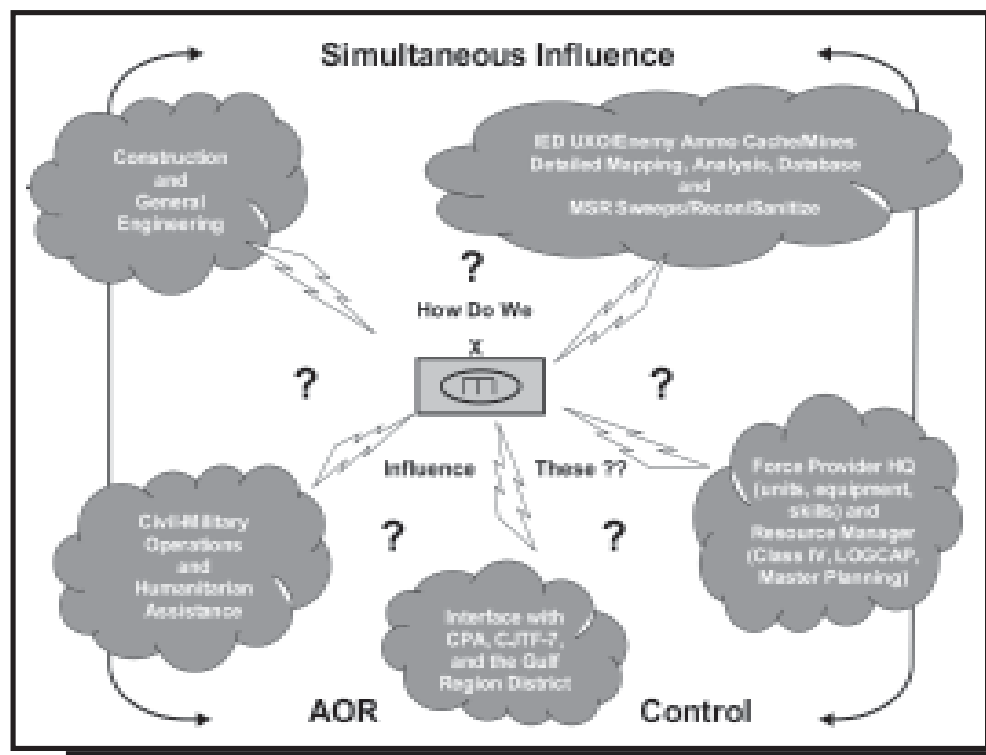 Simultaneous Influence
Construction
and
General
Engineering
IED UXO/Enemy Ammo Cache/Mines
Detailed Mapping, Analysis, Database
and
MSR Sweeps/Recon/Sanitize
?
How Do We
X
?
?
Influence These ??
Force Provider HQ
(units, equipment,
skills) and
Resource Manager
(Class IV, LOGCAP,
Master Planning)
Civil-Military
Operations
and
Humanitarian
Assistance
?
?
Interface with
CPA, CJTF-7,
and the Gulf
Region District
AOR Control